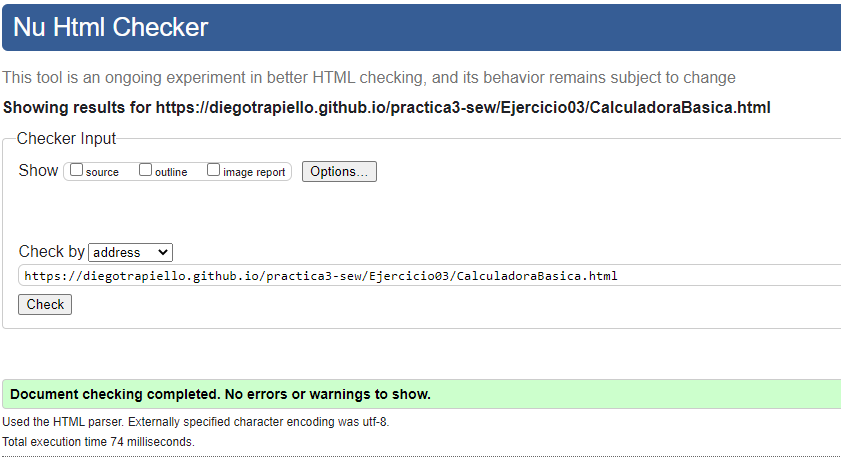 Nu Html Checker
This tool is an ongoing experiment in better HTML checking, and its behavior remains subject to change
Showing results for https://diegotrapiello.github.io/practica3-sew/Ejercicio03/CalculadoraBasica.html
Checker Input
Show source outline image report Options...
Check by address
https://diegotrapiello.github.io/practica3-sew/Ejercicio03/CalculadoraBasica.html
Check
Document checking completed. No errors or warnings to show.
Used the HTML parser. Externally specified character encoding was utf-8.
Total execution time 74 milliseconds.